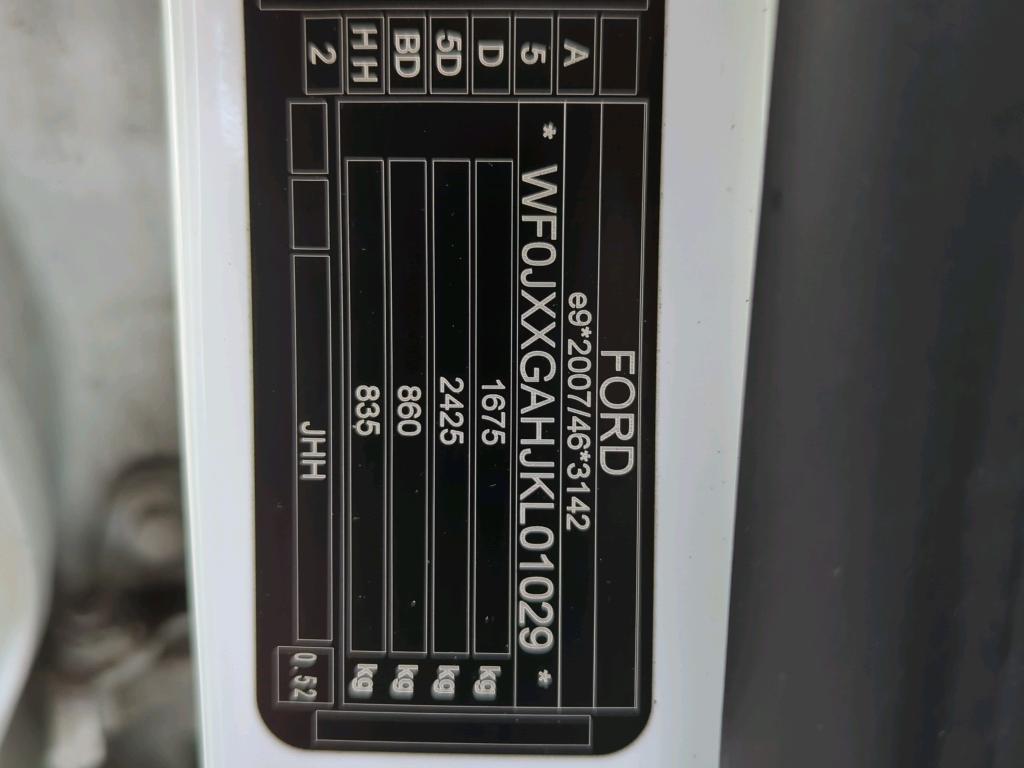 FORD
e9*2007/46*3142
* WF0JXXGAHJKL01029 *
1675 kg
2425 kg
860 kg
835 kg
JHH
0.52
A
5
D
5D
BD
HH
2